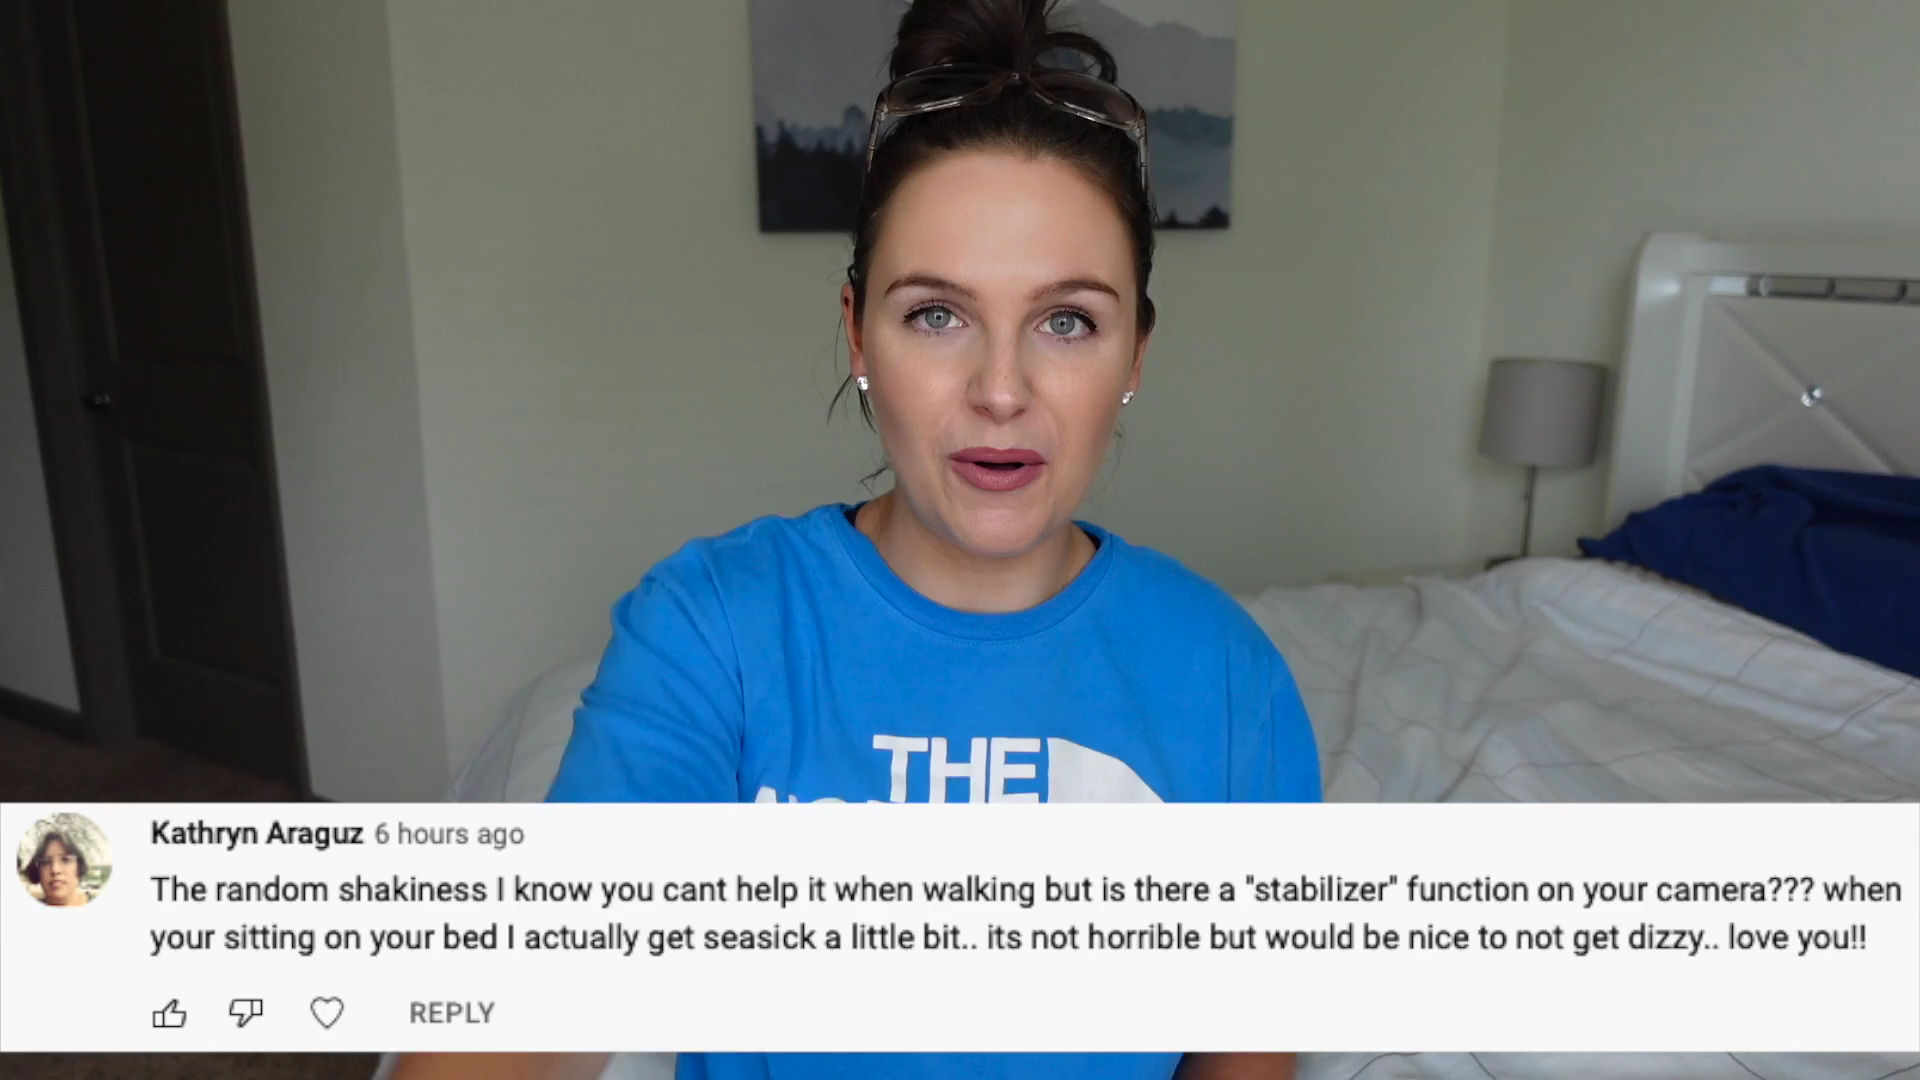 THE
Kathryn Araguz 6 hours ago
The random shakiness I know you cant help it when walking but is there a "stabilizer" function on your camera??? when
your sitting on your bed I actually get seasick a little bit.. its not horrible but would be nice to not get dizzy.. love you!!
REPLY